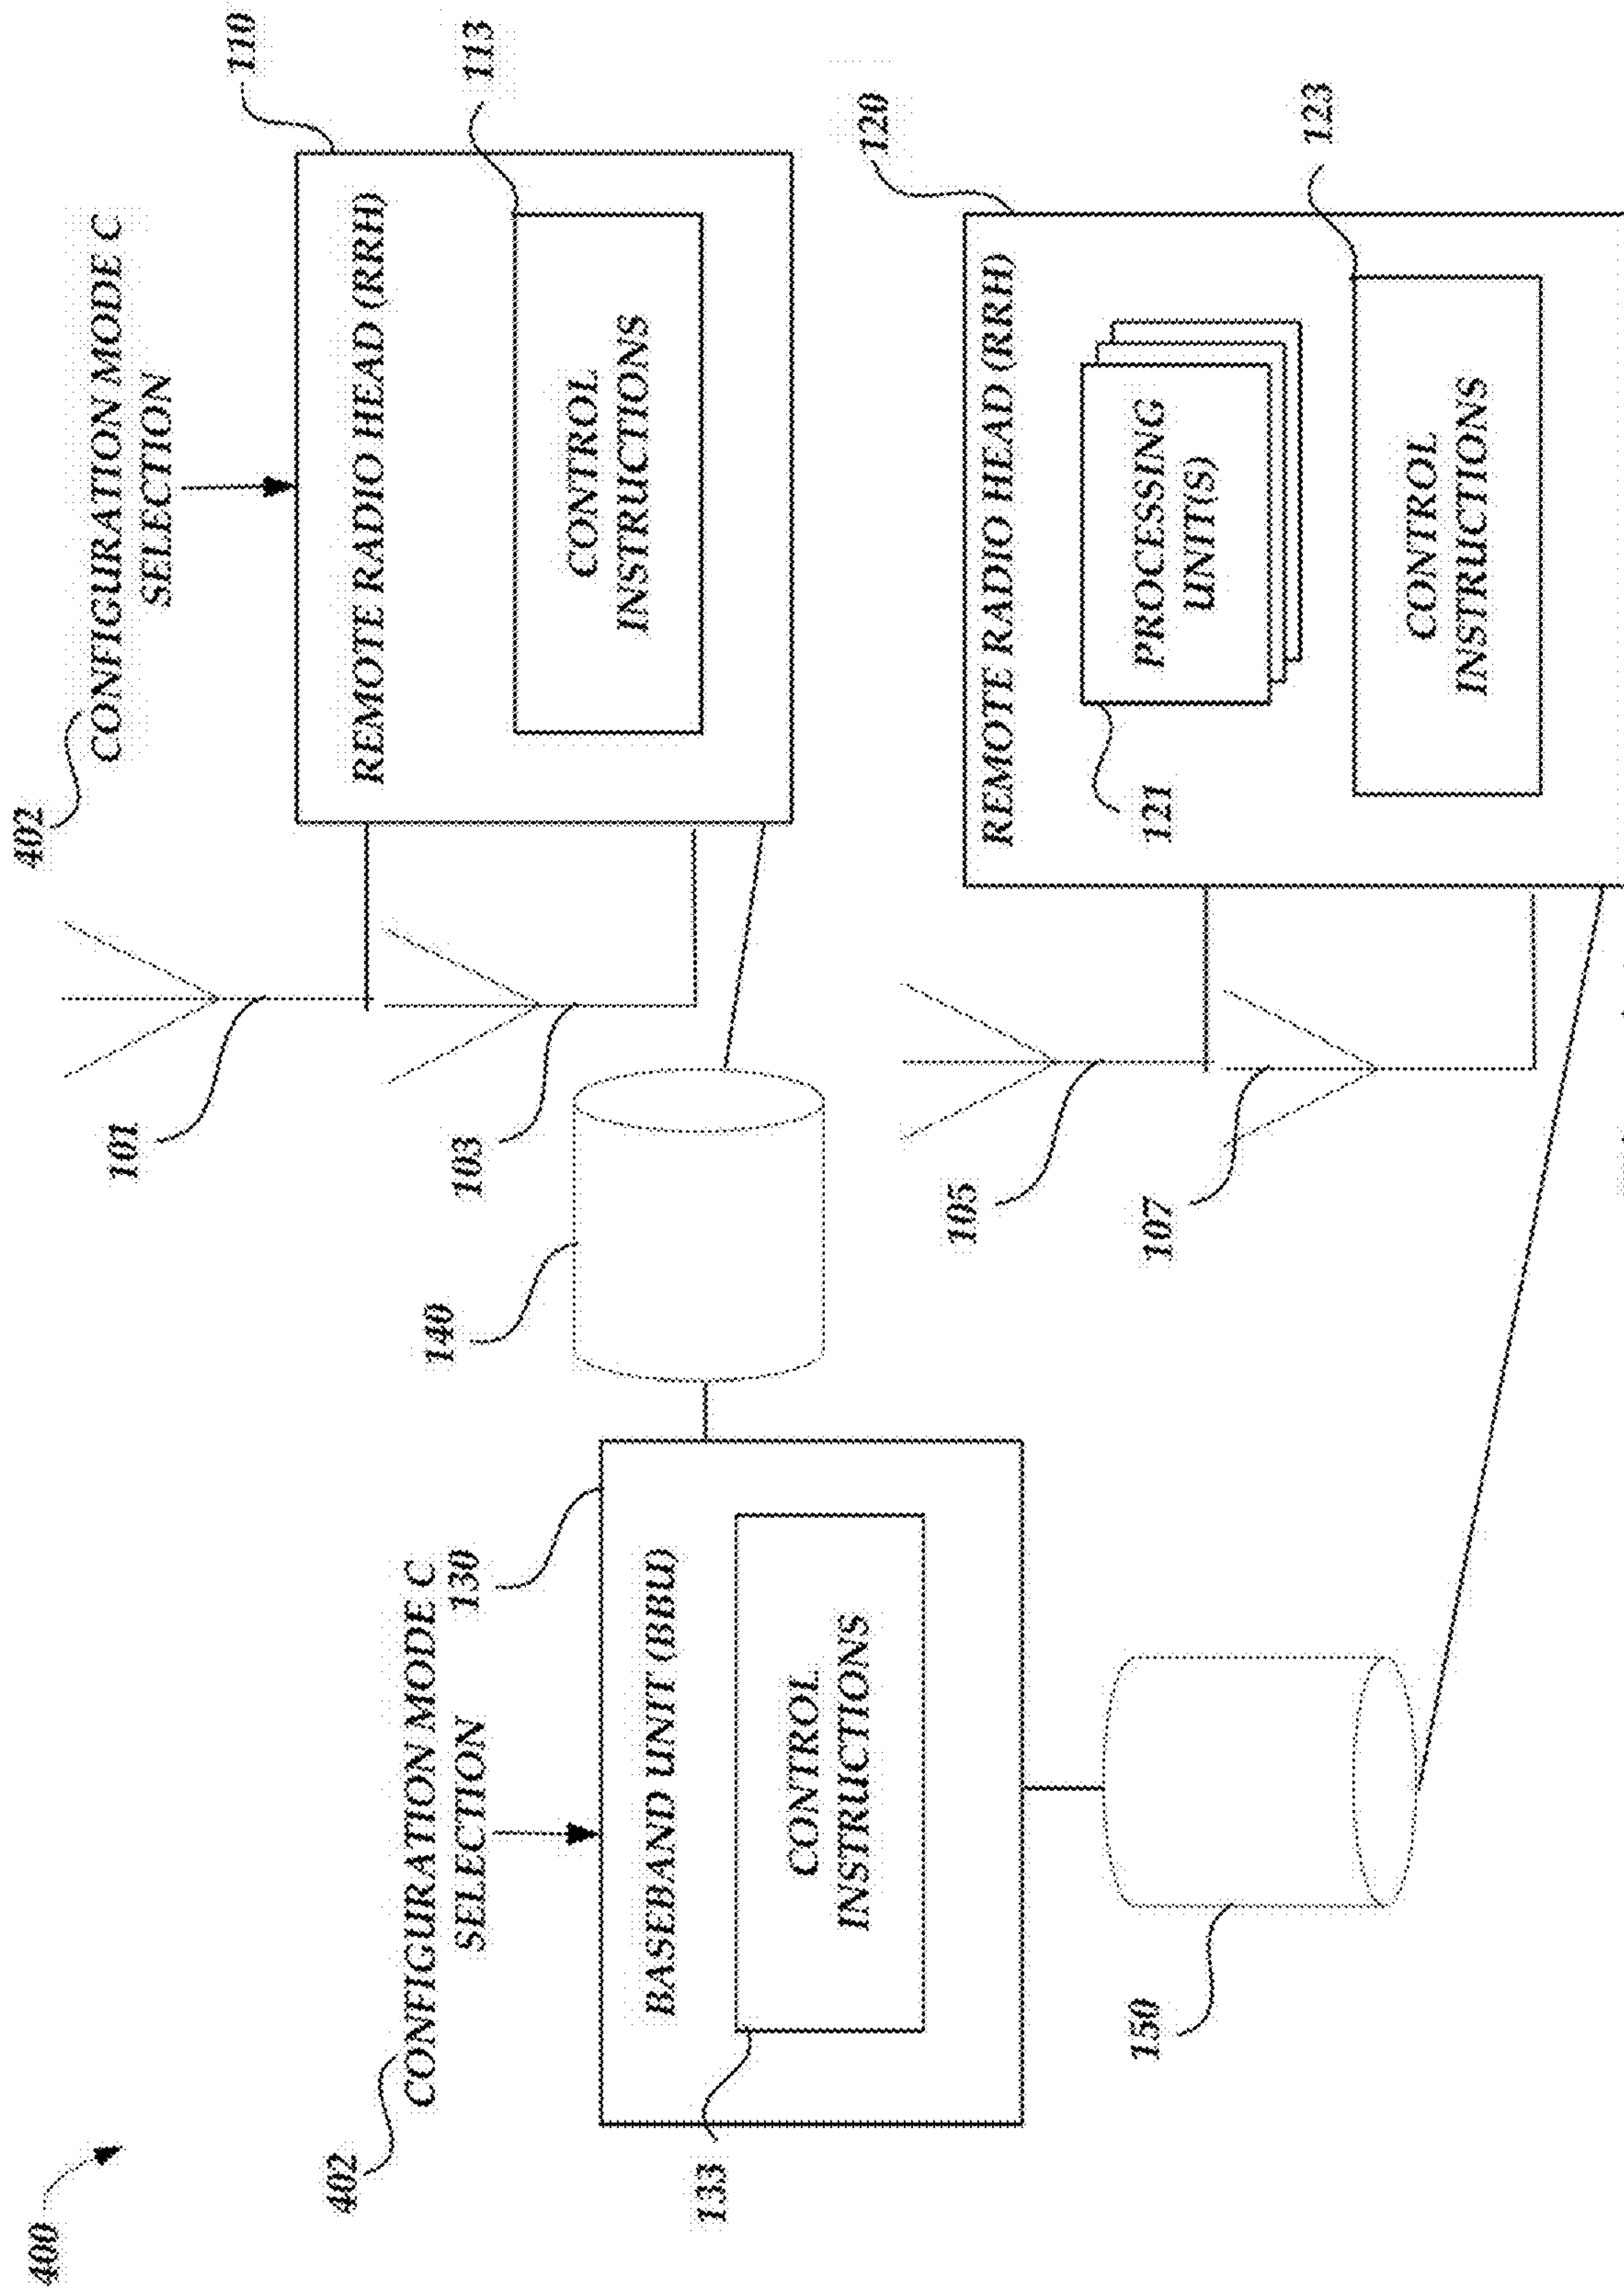 400
402
CONFIGURATION MODE C
SELECTION
130
BASEBAND UNIT (BBU)
CONTROL
INSTRUCTIONS
133
140
150
101
103
402
CONFIGURATION MODE C
SELECTION
110
REMOTE RADIO HEAD (RRH)
113
CONTROL
INSTRUCTIONS
105
107
120
REMOTE RADIO HEAD (RRH)
PROCESSING
UNIT(S)
121
123
CONTROL
INSTRUCTIONS